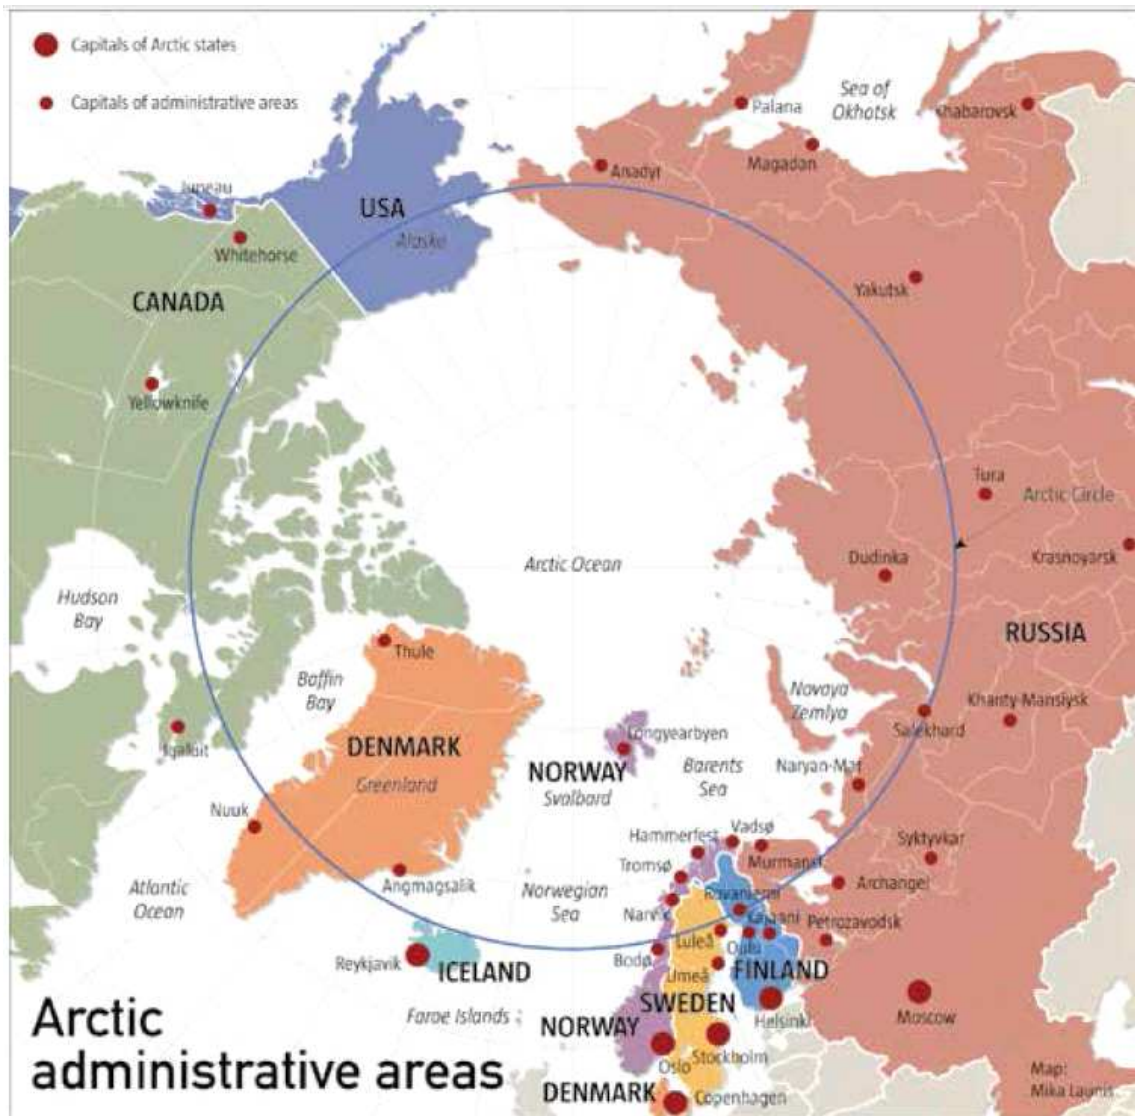 Capitals of Arctic states
Capitals of administrative areas
Sea of
Okhotsk
Palana
Khabarovsk
Magadan
Anadyr
Juneau
USA
Alaska
Whitehorse
CANADA
Yakutsk
Yellowknife
Tura
Arctic Circle
Dudinka
Krasnoyarsk
Arctic Ocean
Hudson
Bay
RUSSIA
Thule
Baffin
Bay
Novaya
Zemlya
Khanty-Mansiysk
Salekhard
Iqaluit
Longyearbyen
DENMARK
Greenland
NORWAY
Svalbard
Barents
Sea
Naryan-Mar
Nuuk
Hammerfest
Vadsø
Syktyvkar
Tromsø
Murmansk
Angmagsalik
Archangel
Atlantic
Ocean
Norwegian
Sea
Rovaniemi
Narvik
Kajaani
Petrozavodsk
Luleå
Oulu
Bodø
Reykjavik
ICELAND
Umeå
FINLAND
SWEDEN
Faroe Islands
Helsinki
Moscow
NORWAY
Oslo
Stockholm
DENMARK
Copenhagen
Arctic
administrative areas
Map:
Mika Launis